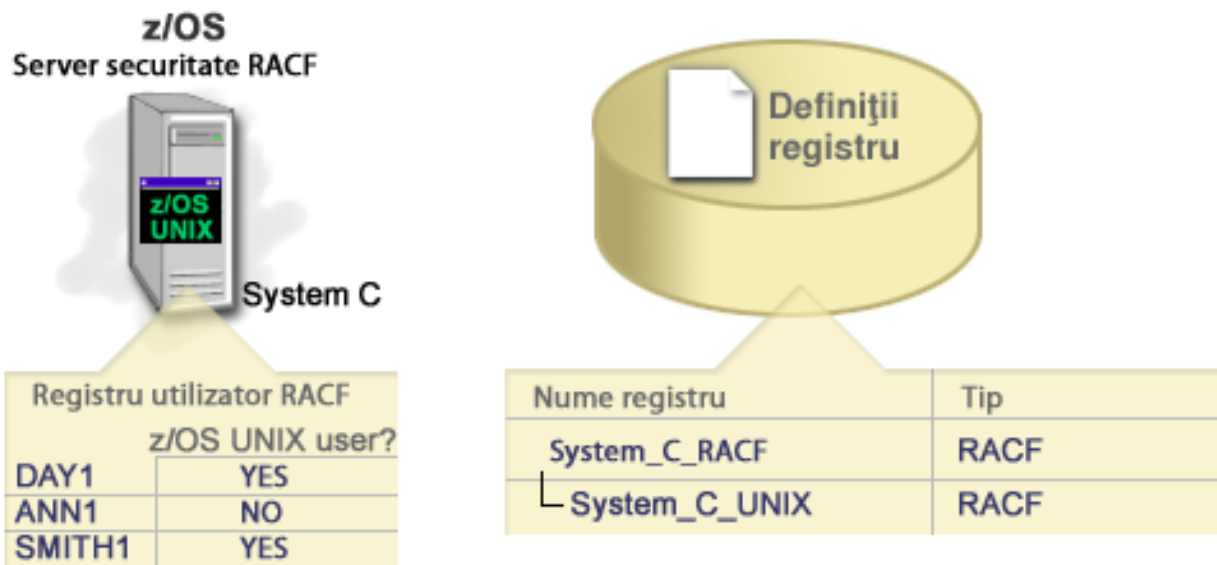 z/OS
Server securitate RACF
z/OS
UNIX
System C
Registru utilizator RACF
z/OS UNIX user?
DAY1 YES
ANN1 NO
SMITH1 YES
Definiţii
registru
Nume registru Tip
System_C_RACF RACF
System_C_UNIX RACF